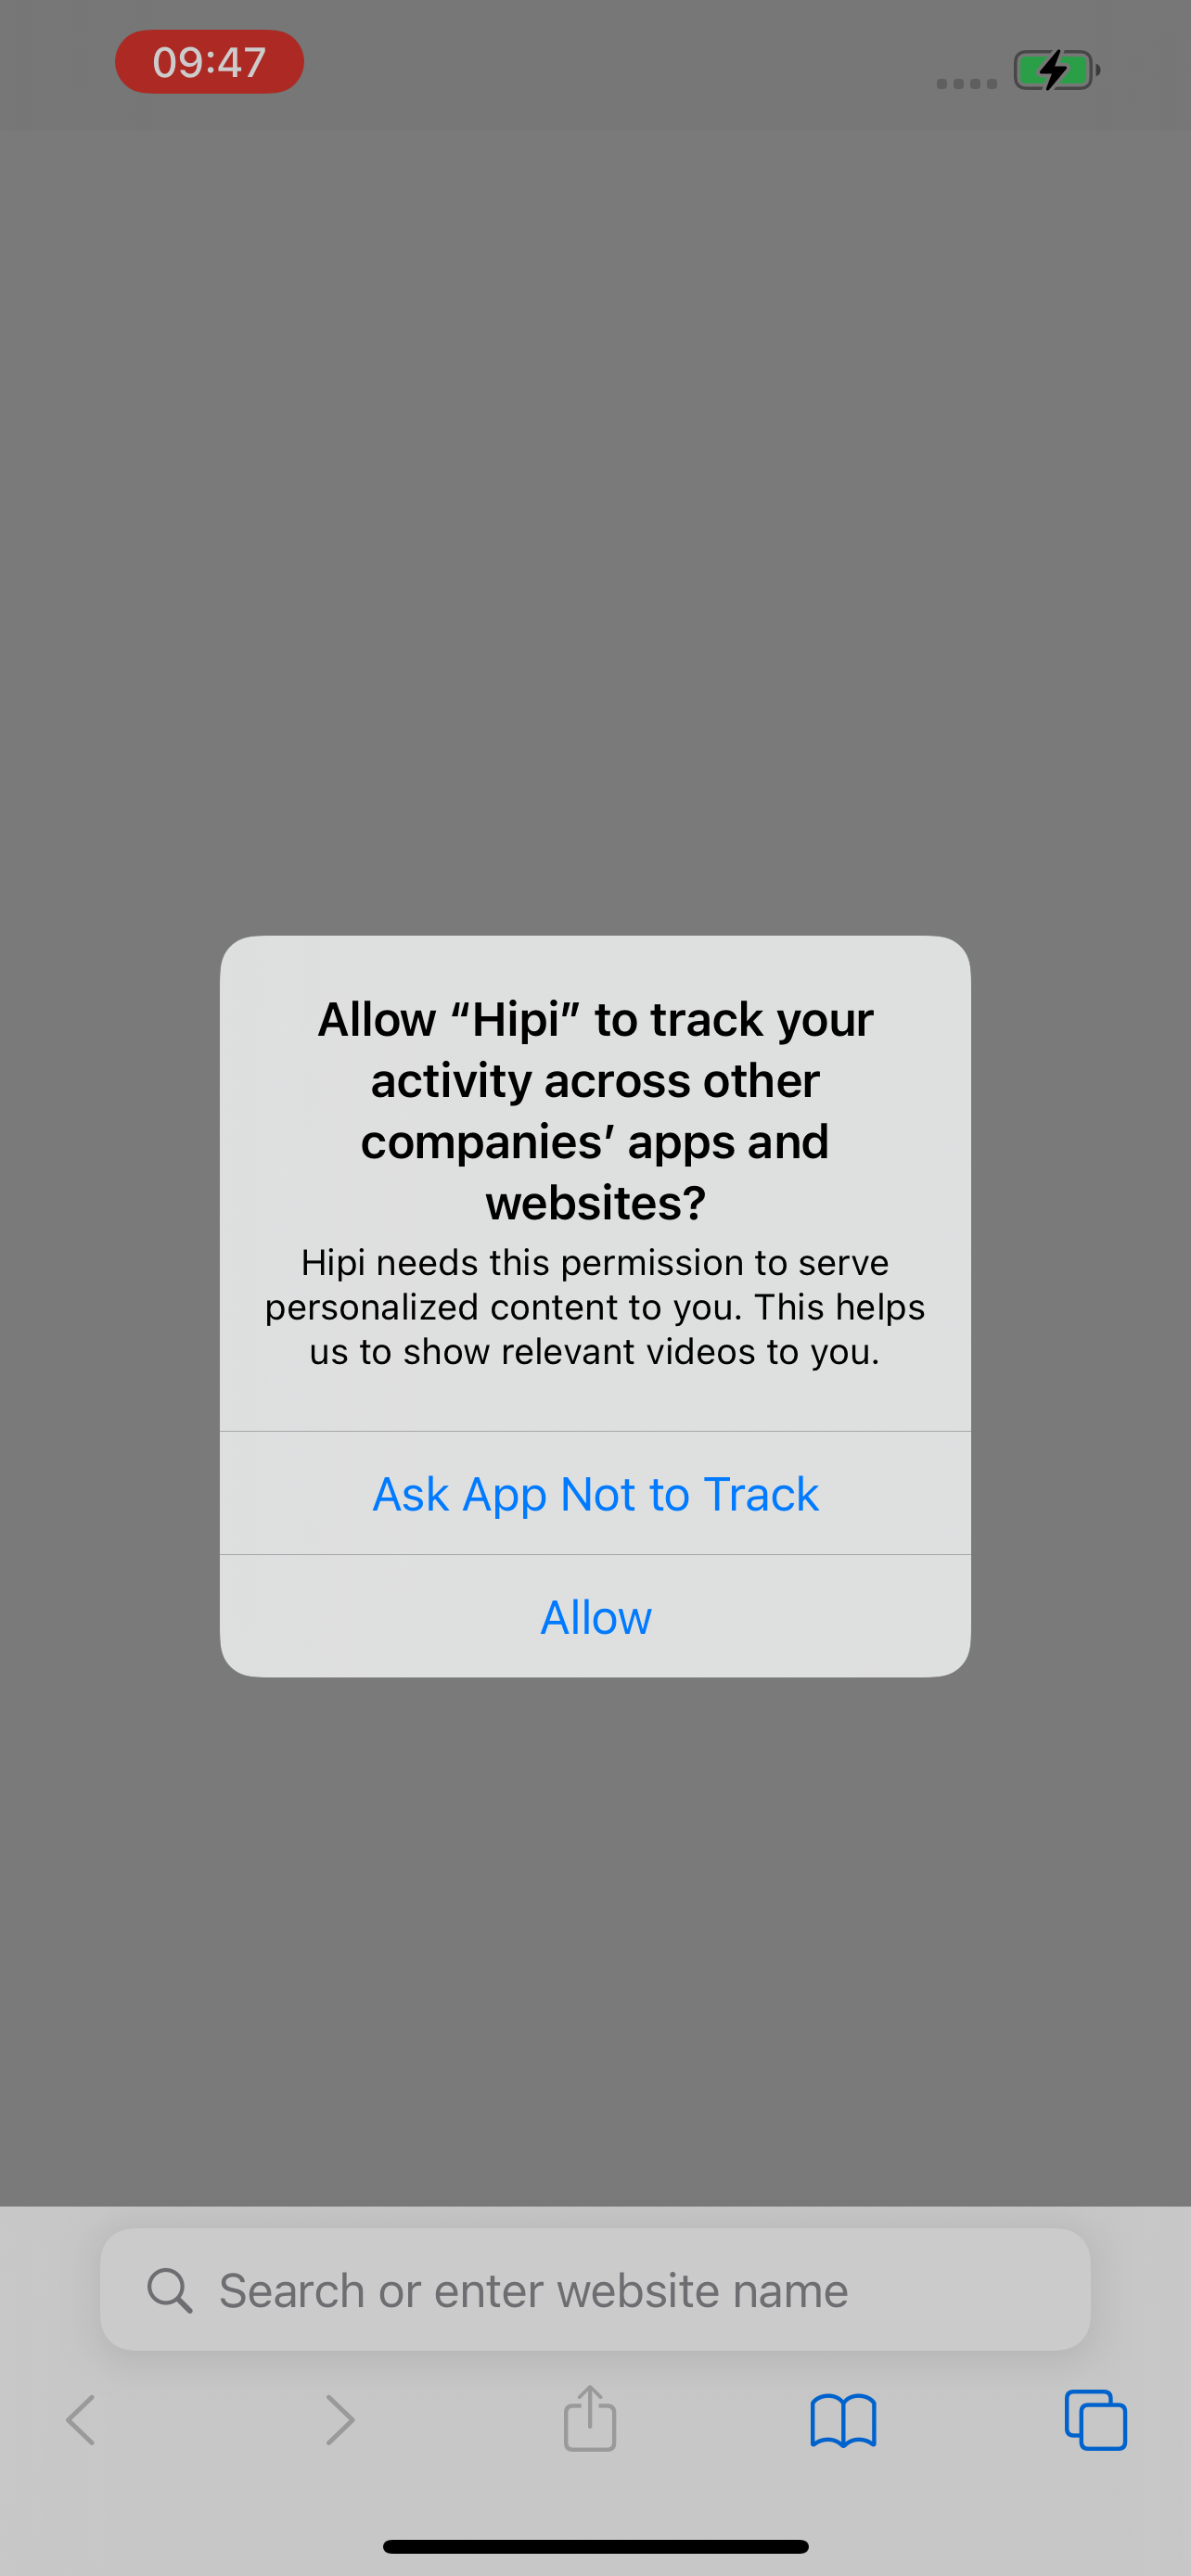 09:47
Allow “Hipi” to track your
activity across other
companies’ apps and
websites?
Hipi needs this permission to serve
personalized content to you. This helps
us to show relevant videos to you.
Ask App Not to Track
Allow
Search or enter website name